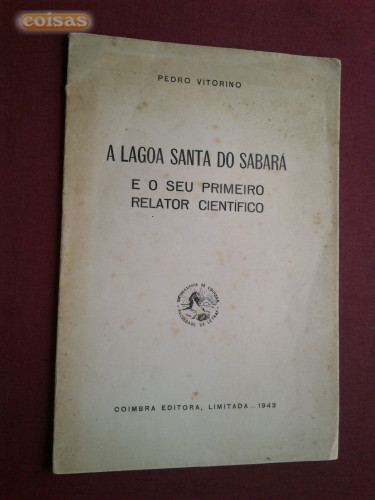 coisas
PEDRO VITORINO
A LAGOA SANTA DO SABARÁ
E O SEU PRIMEIRO
RELATOR CIENTÍFICO
COIMBRA EDITORA, LIMITADA - 1943